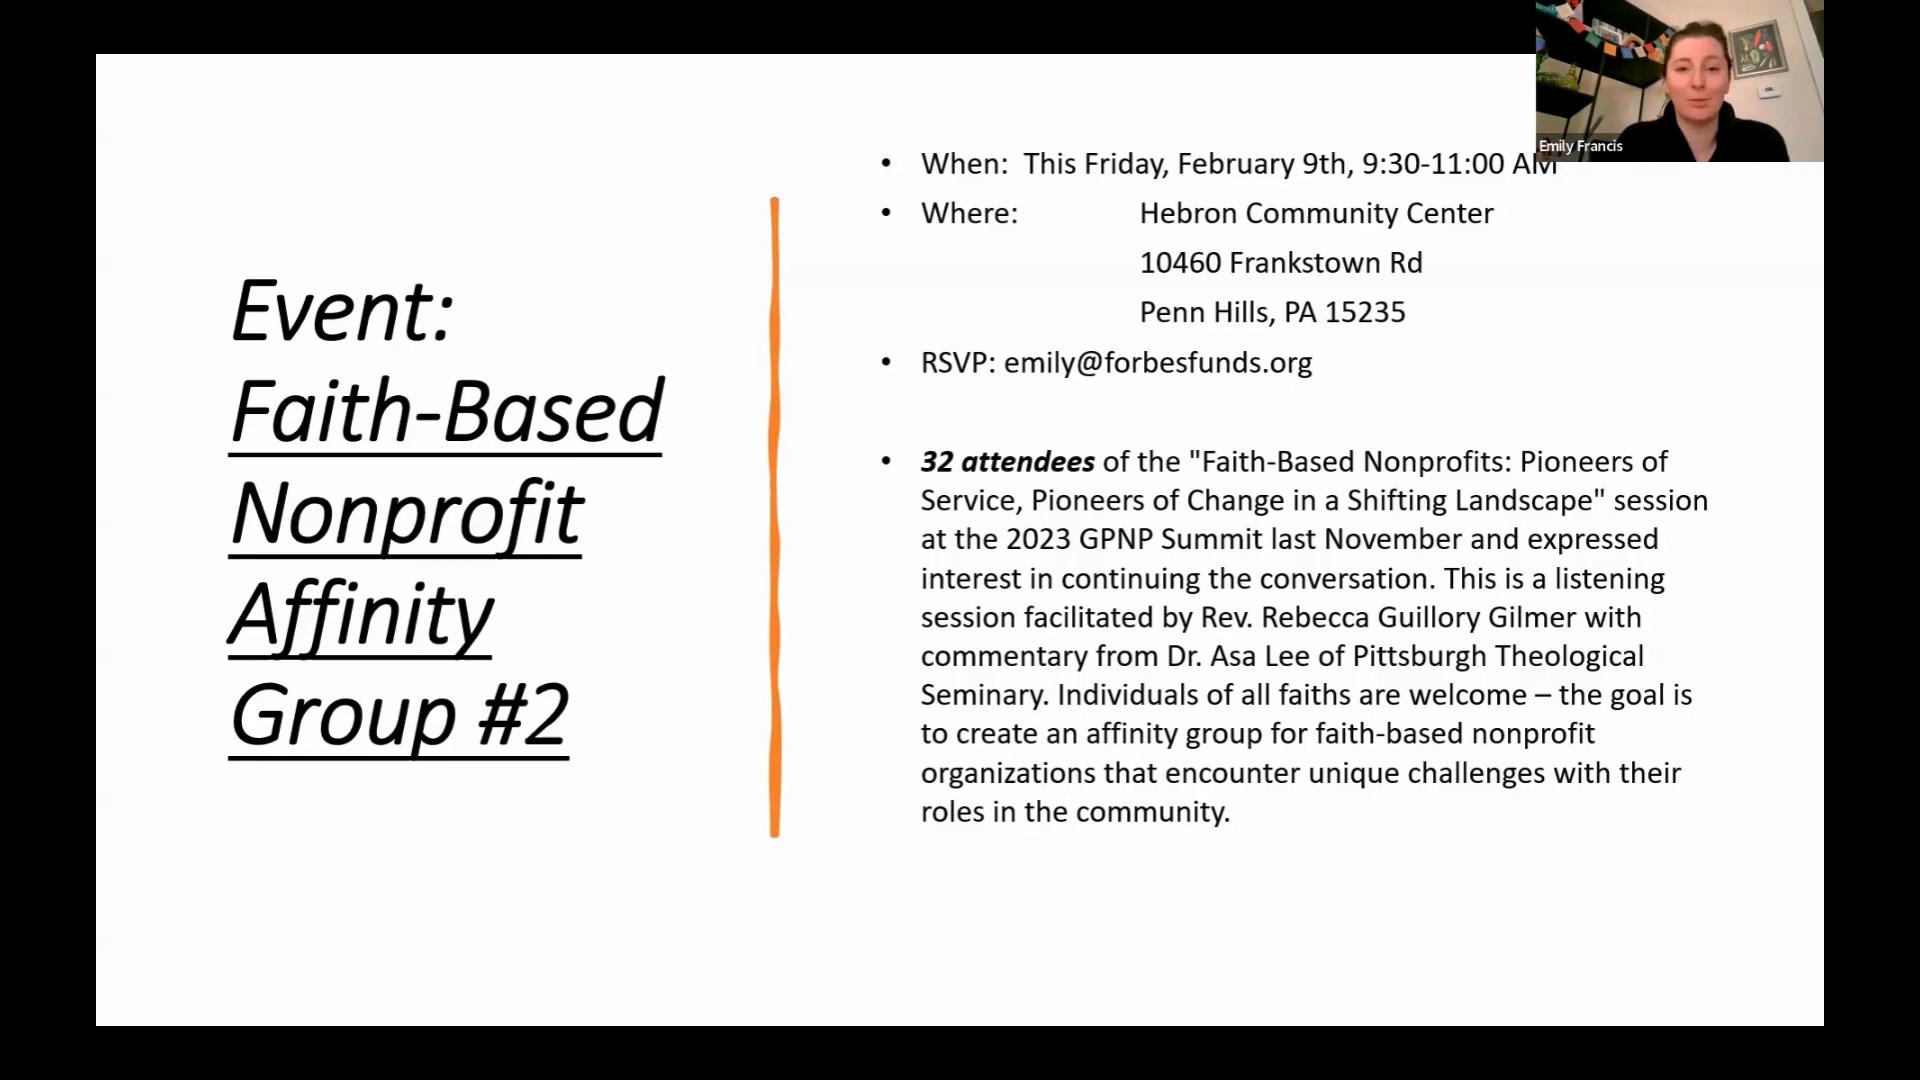 Event:
Faith-Based
Nonprofit
Affinity
Group #2
• When: This Friday, February 9th, 9:30-11:00 AM
• Where: Hebron Community Center
10460 Frankstown Rd
Penn Hills, PA 15235
• RSVP: emily@forbesfunds.org
• 32 attendees of the "Faith-Based Nonprofits: Pioneers of
Service, Pioneers of Change in a Shifting Landscape" session
at the 2023 GPNP Summit last November and expressed
interest in continuing the conversation. This is a listening
session facilitated by Rev. Rebecca Guillory Gilmer with
commentary from Dr. Asa Lee of Pittsburgh Theological
Seminary. Individuals of all faiths are welcome – the goal is
to create an affinity group for faith-based nonprofit
organizations that encounter unique challenges with their
roles in the community.
Emily Francis